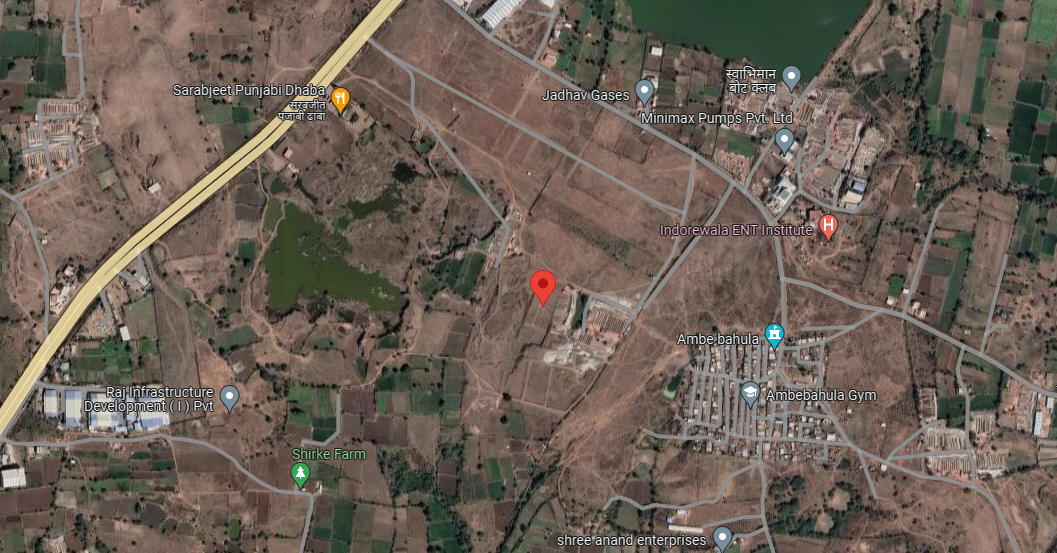 Sarabjeet Punjabi Dhaba
सरबजीत
पंजाबी ढाबा
स्वाभिमान
बोट क्लब
Jadhav Gases
Minimax Pumps Pvt. Ltd
Indorewala ENT Institute
H
Ambe bahula
Ambebahula Gym
Raj Infrastructure
Development ( I ) Pvt
Shirke Farm
shree anand enterprises